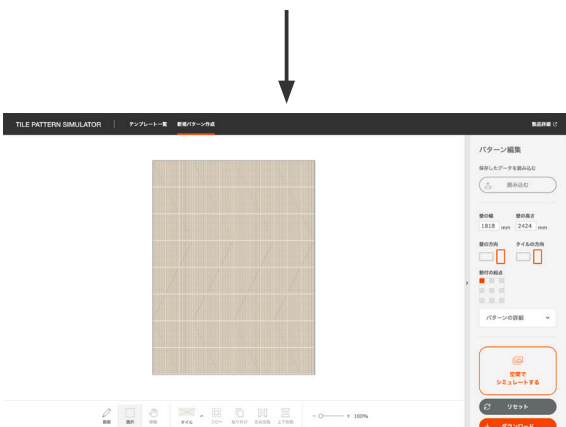 TILE PATTERN SIMULATOR
テンプレート一覧
新規パターン作成
製品詳細
パターン編集
保存したデータを読み込む
読み込む
壁の幅 壁の高さ
1818 mm 2424 mm
壁の方向 タイルの方向
割付の起点
パターンの詳細
空間で
シミュレートする
リセット
ダウンロード
描画 選択 移動 タイル コピー 貼り付け 左右反転 上下反転 − + 100%